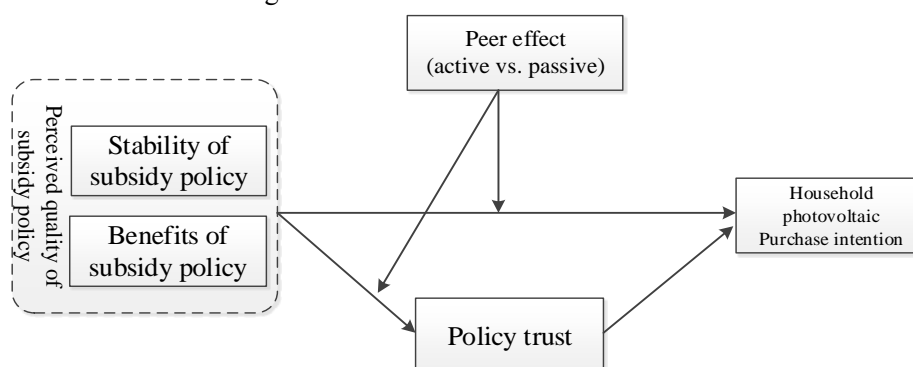 Peer effect
(active vs. passive)
Perceived quality of
subsidy policy
Stability of
subsidy policy
Benefits of
subsidy policy
Household
photovoltaic
Purchase intention
Policy trust